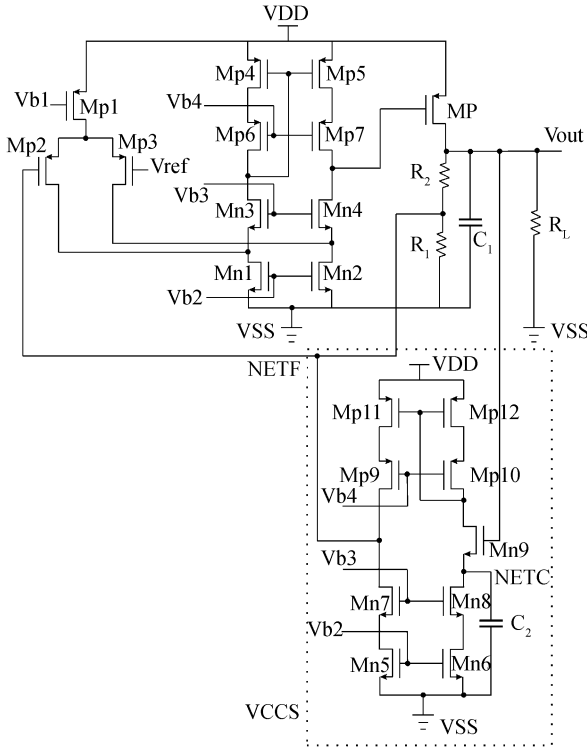 VDD
Mp4
Mp5
Vb1
Mp1
Vb4
MP
Mp2
Mp3
Mp6
Mp7
Vout
Vref
R2
Vb3
Mn3
Mn4
R1
C1
RL
Mn1
Mn2
Vb2
VSS
VSS
NETF
VDD
Mp11
Mp12
Mp9
Mp10
Vb4
Mn9
Vb3
NETC
Mn7
Mn8
Vb2
C2
Mn5
Mn6
VCCS
VSS